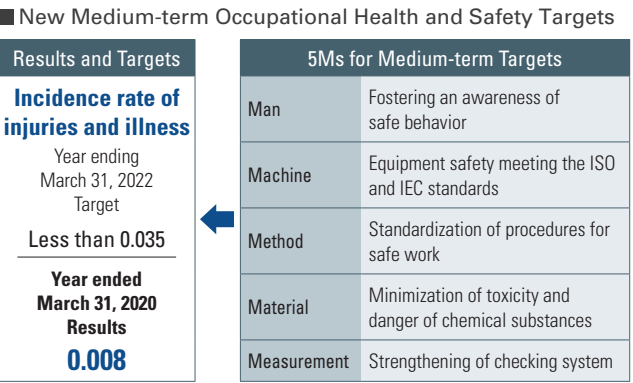 ■ New Medium-term Occupational Health and Safety Targets
Results and Targets
Incidence rate of
injuries and illness
Year ending
March 31, 2022
Target
Less than 0.035
Year ended
March 31, 2020
Results
0.008
5Ms for Medium-term Targets
Man
Fostering an awareness of
safe behavior
Machine
Equipment safety meeting the ISO
and IEC standards
Method
Standardization of procedures for
safe work
Material
Minimization of toxicity and
danger of chemical substances
Measurement
Strengthening of checking system